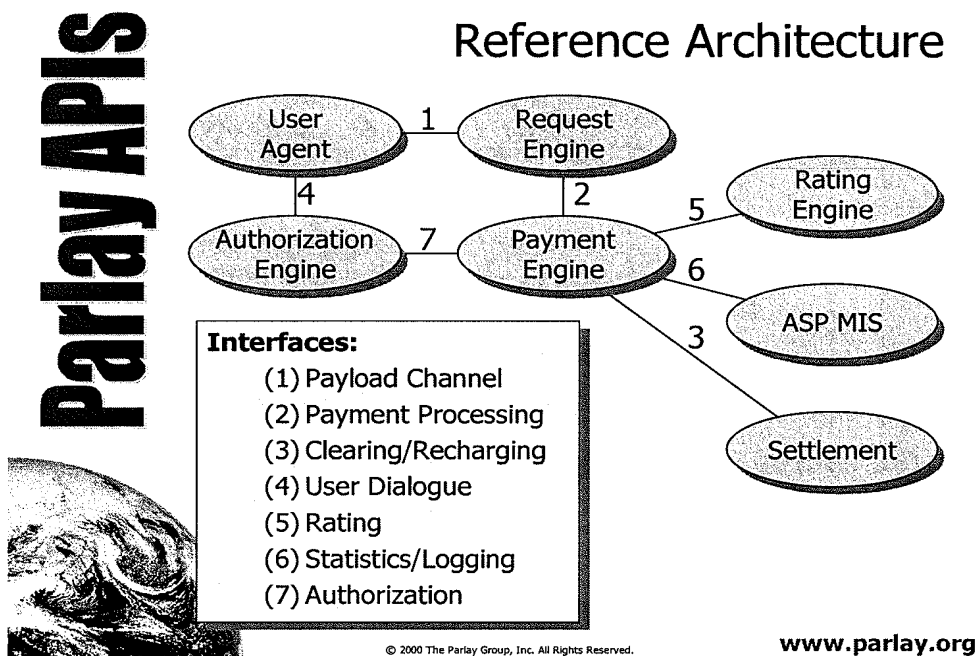 Parlay APIs
Reference Architecture
User
Agent
1
Request
Engine
4
2
Rating
Engine
5
Authorization
Engine
7
Payment
Engine
6
ASP MIS
3
Settlement
Interfaces:
(1) Payload Channel
(2) Payment Processing
(3) Clearing/Recharging
(4) User Dialogue
(5) Rating
(6) Statistics/Logging
(7) Authorization
© 2000 The Parlay Group, Inc. All Rights Reserved.
www.parlay.org